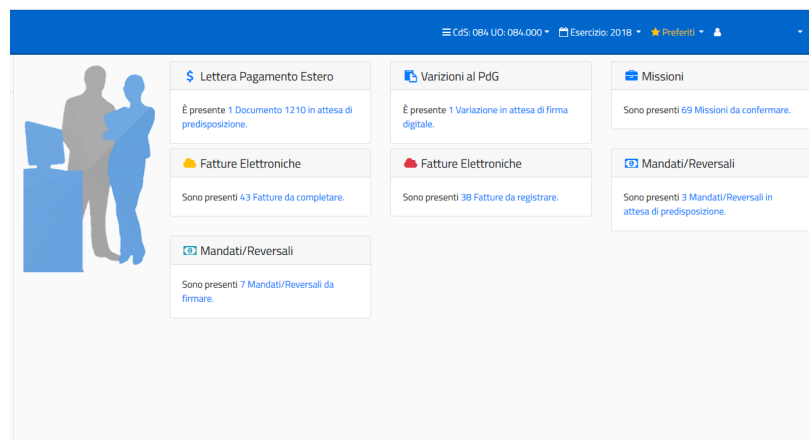 CdS: 084 UO: 084.000 Esercizio: 2018 Preferiti
Lettera Pagamento Estero
È presente 1 Documento 1210 in attesa di
predisposizione.
Varizioni al PdG
È presente 1 Variazione in attesa di firma
digitale.
Missioni
Sono presenti 69 Missioni da confermare.
Fatture Elettroniche
Sono presenti 43 Fatture da completare.
Fatture Elettroniche
Sono presenti 38 Fatture da registrare.
Mandati/Reversali
Sono presenti 3 Mandati/Reversali in
attesa di predisposizione.
Mandati/Reversali
Sono presenti 7 Mandati/Reversali da
firmare.